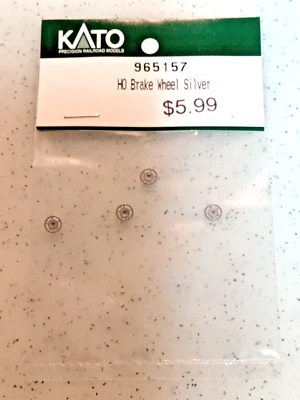 KATO
PRECISION RAILROAD MODELS
965157
HO Brake Wheel Silver
$5.99